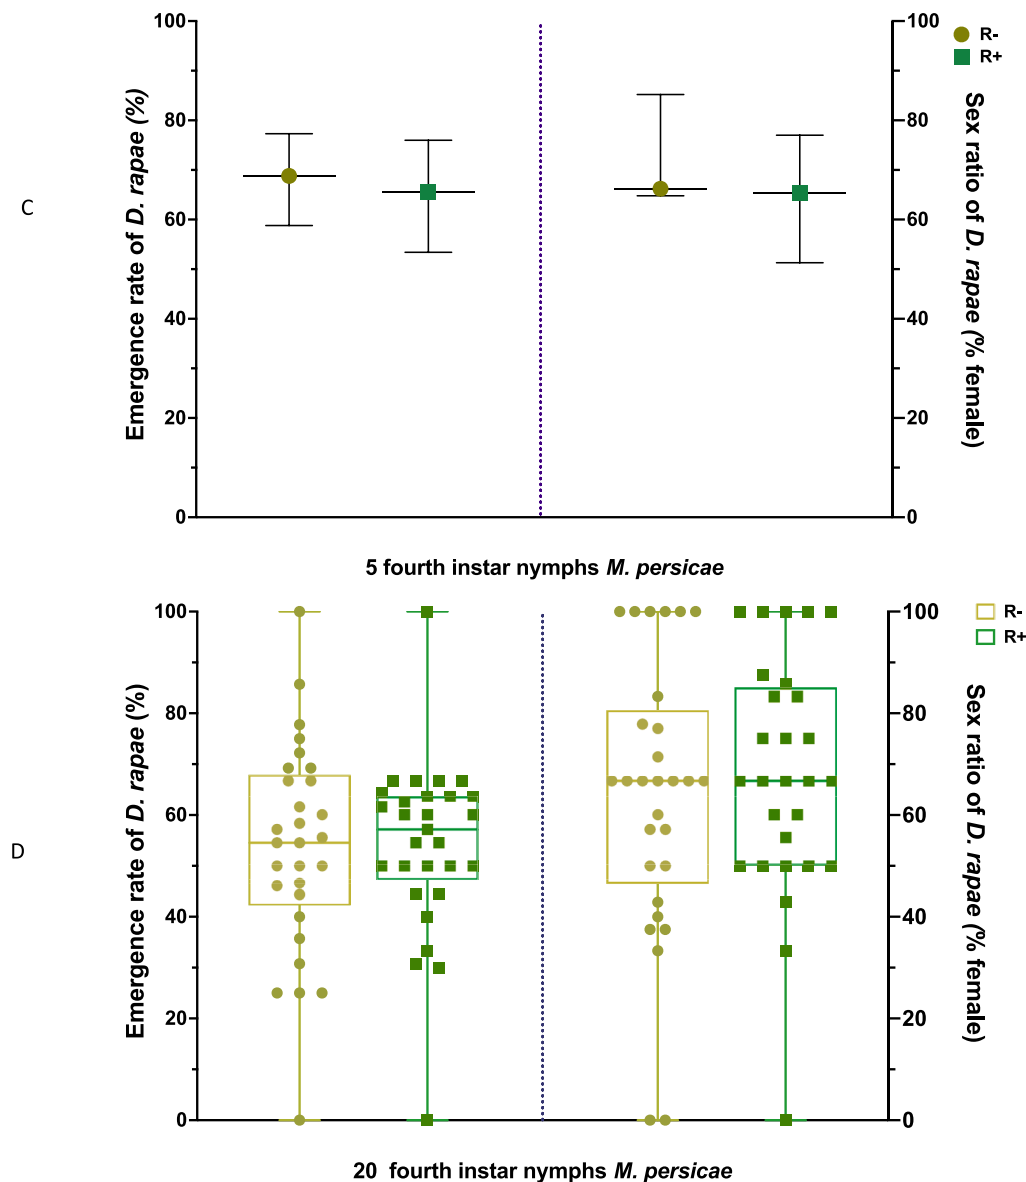 C
Emergence rate of D. rapae (%)
100
80
60
40
20
0
100
80
60
40
20
0
Sex ratio of D. rapae (% female)
R-
R+
5 fourth instar nymphs M. persicae
D
Emergence rate of D. rapae (%)
100
80
60
40
20
0
100
80
60
40
20
0
Sex ratio of D. rapae (% female)
R-
R+
20 fourth instar nymphs M. persicae